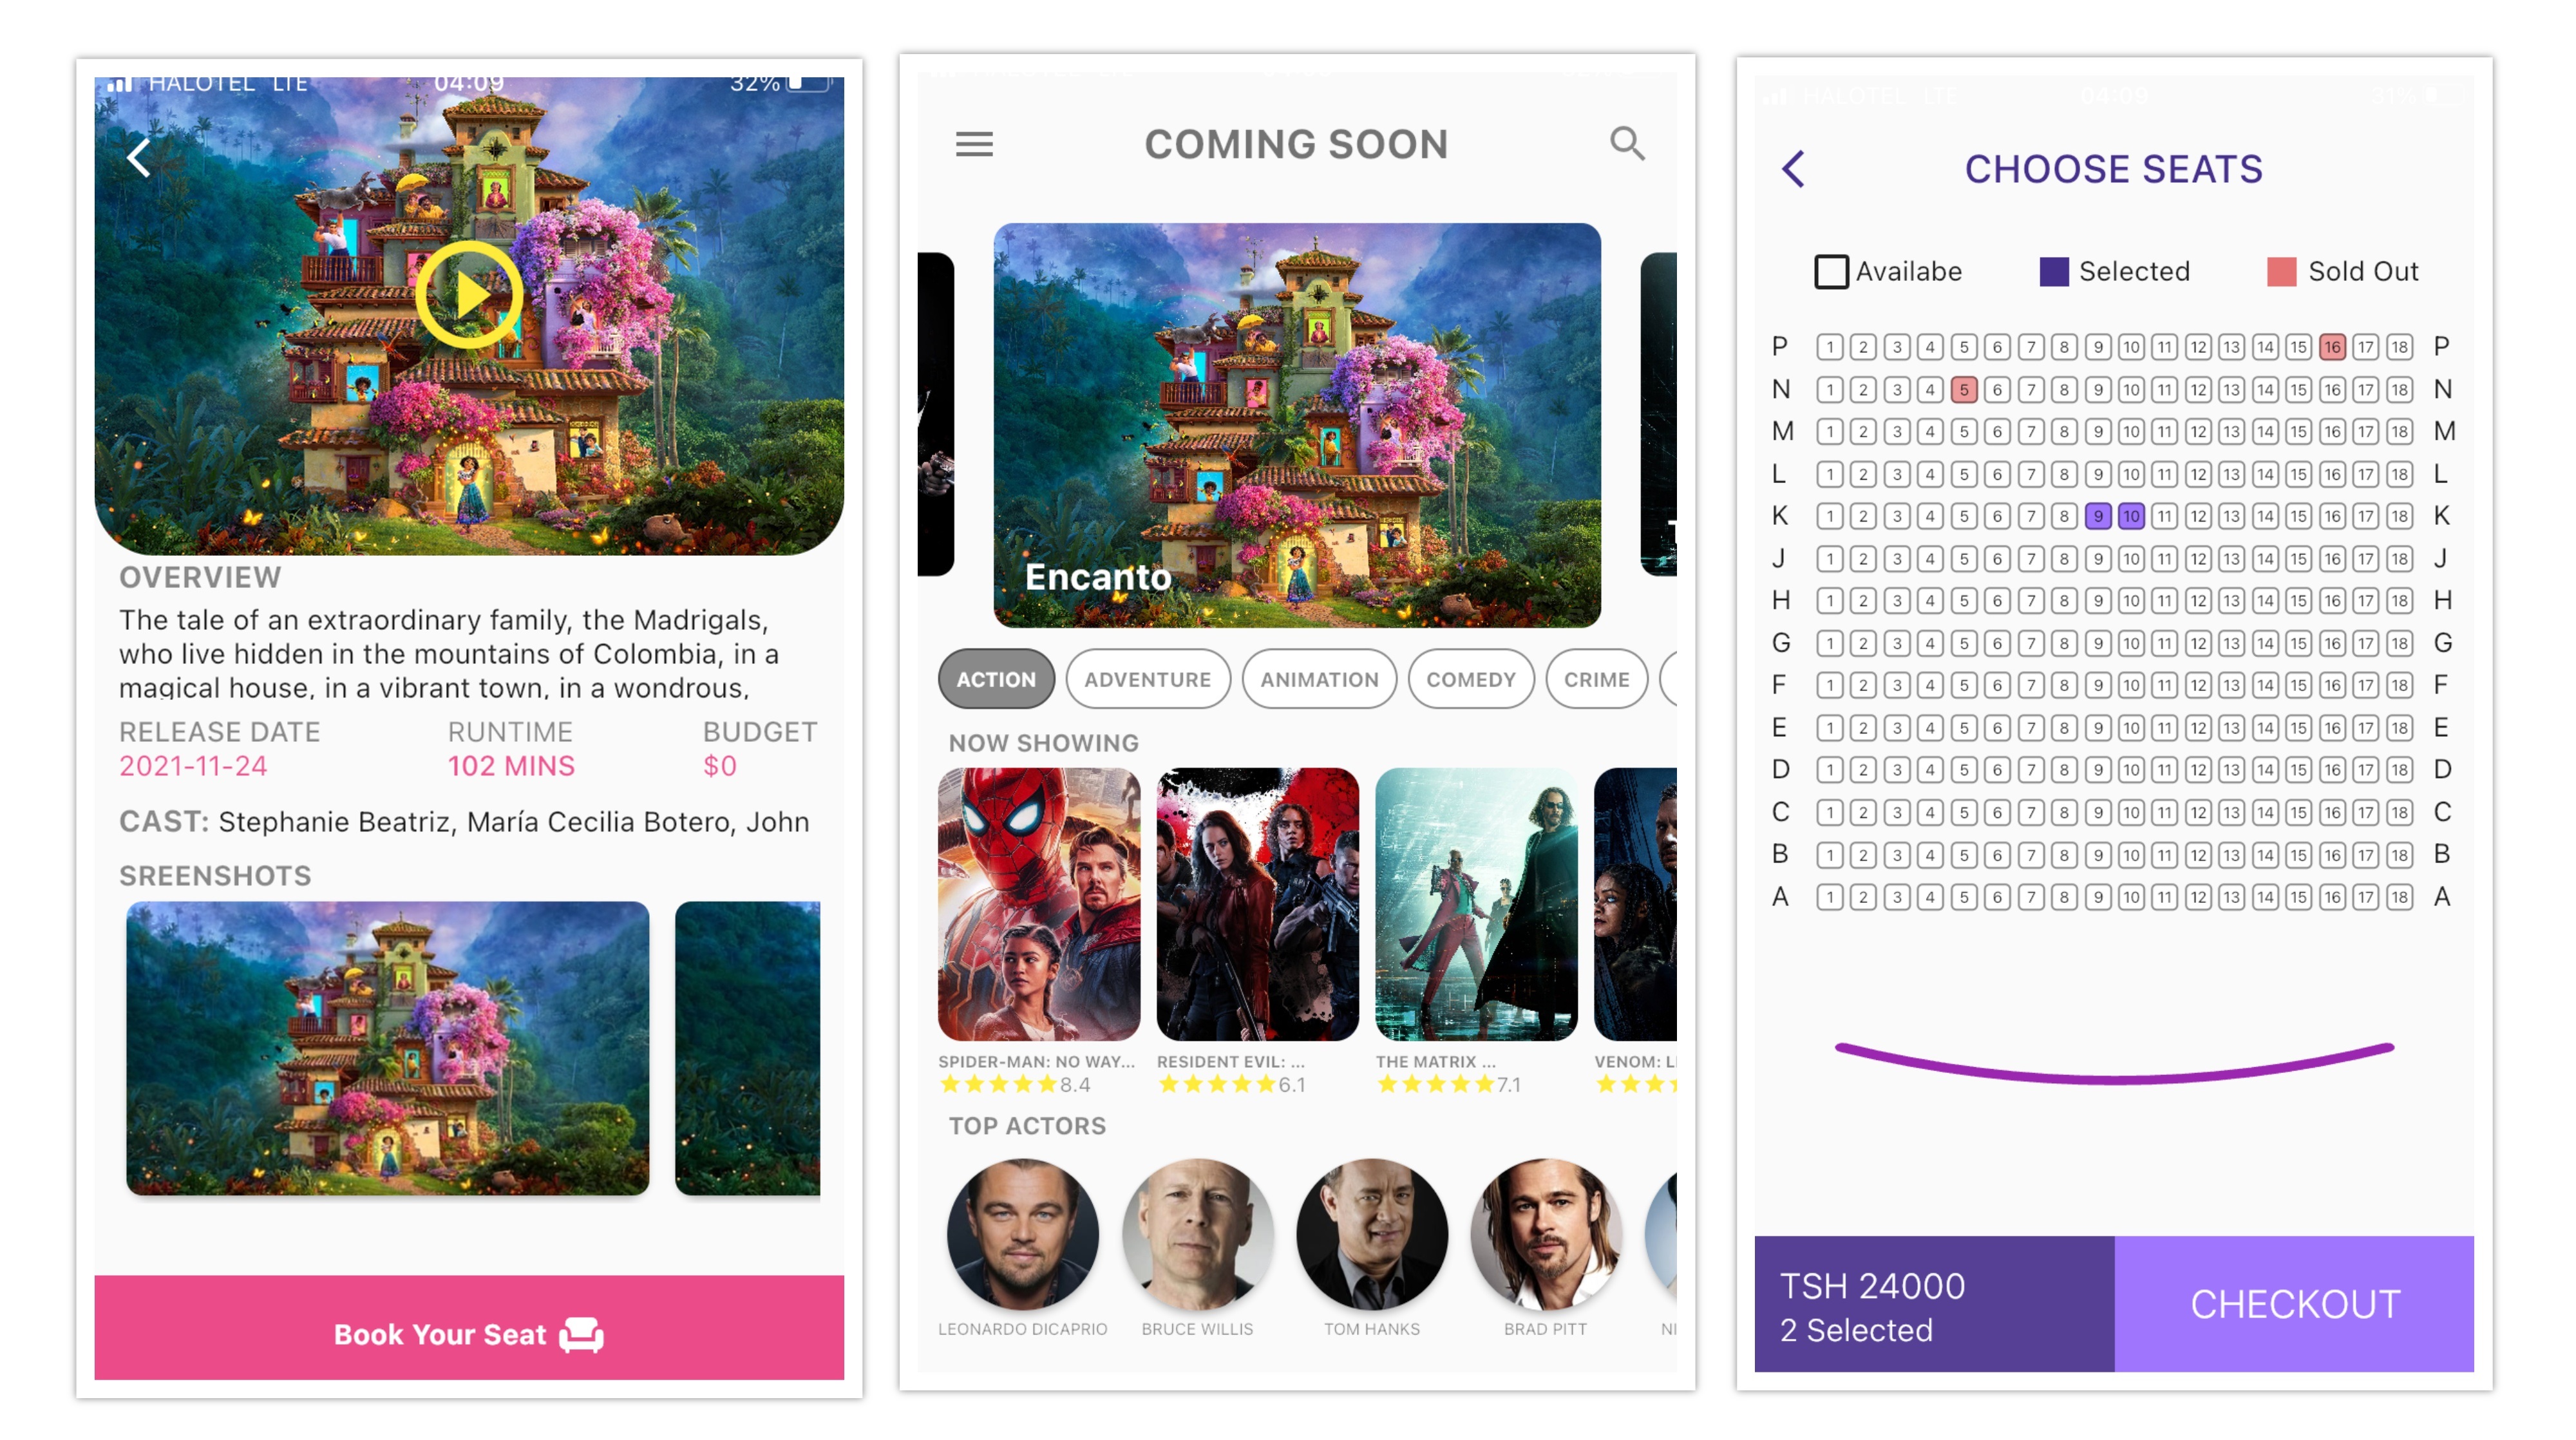 HALOTEL LTE 04:09 32%
OVERVIEW
The tale of an extraordinary family, the Madrigals,
who live hidden in the mountains of Colombia, in a
magical house, in a vibrant town, in a wondrous,
RELEASE DATE RUNTIME BUDGET
2021-11-24 102 MINS $0
CAST: Stephanie Beatriz, María Cecilia Botero, John
SREENSHOTS
Book Your Seat
COMING SOON
Encanto
ACTION ADVENTURE ANIMATION COMEDY CRIME
NOW SHOWING
SPIDER-MAN: NO WAY... RESIDENT EVIL: ... THE MATRIX ... VENOM: L
8.4 6.1 7.1
TOP ACTORS
LEONARDO DICAPRIO BRUCE WILLIS TOM HANKS BRAD PITT NI
HALOTEL LTE 04:09 31%
CHOOSE SEATS
Availabe Selected Sold Out
P 1 2 3 4 5 6 7 8 9 10 11 12 13 14 15 16 17 18 P
N 1 2 3 4 5 6 7 8 9 10 11 12 13 14 15 16 17 18 N
M 1 2 3 4 5 6 7 8 9 10 11 12 13 14 15 16 17 18 M
L 1 2 3 4 5 6 7 8 9 10 11 12 13 14 15 16 17 18 L
K 1 2 3 4 5 6 7 8 9 10 11 12 13 14 15 16 17 18 K
J 1 2 3 4 5 6 7 8 9 10 11 12 13 14 15 16 17 18 J
H 1 2 3 4 5 6 7 8 9 10 11 12 13 14 15 16 17 18 H
G 1 2 3 4 5 6 7 8 9 10 11 12 13 14 15 16 17 18 G
F 1 2 3 4 5 6 7 8 9 10 11 12 13 14 15 16 17 18 F
E 1 2 3 4 5 6 7 8 9 10 11 12 13 14 15 16 17 18 E
D 1 2 3 4 5 6 7 8 9 10 11 12 13 14 15 16 17 18 D
C 1 2 3 4 5 6 7 8 9 10 11 12 13 14 15 16 17 18 C
B 1 2 3 4 5 6 7 8 9 10 11 12 13 14 15 16 17 18 B
A 1 2 3 4 5 6 7 8 9 10 11 12 13 14 15 16 17 18 A
TSH 24000
2 Selected
CHECKOUT